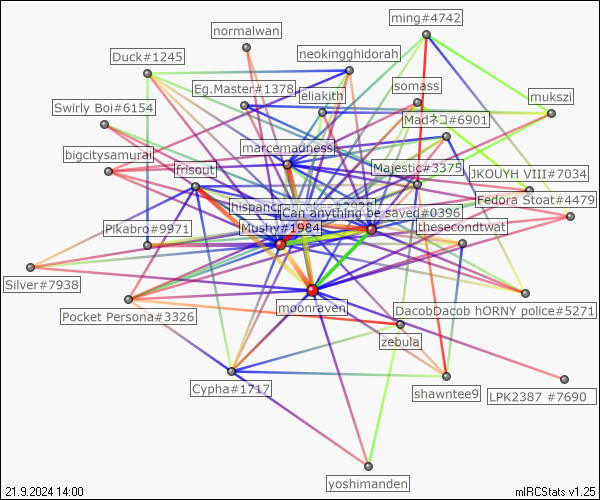 ming#4742
normalwan
neokingghidorah
Duck#1245
somass
Eg.Master#1378
eliakith
mukszi
Swirly Boi#6154
Madネコ#6901
marcemadness
bigcitysamurai
frisout
Majestic#3375
JKOUYH VIII#7034
Fedora Stoat#4479
Can anything be saved#0396
Mushy#1984
thesecondtwat
Pikabro#9971
Silver#7938
moonraven
Pocket Persona#3326
DacobDacob hORNY police#5271
zebula
Cypha#1717
shawntee9
LPK2387 #7690
yoshimanden
21.9.2024 14:00
mIRCStats v1.25